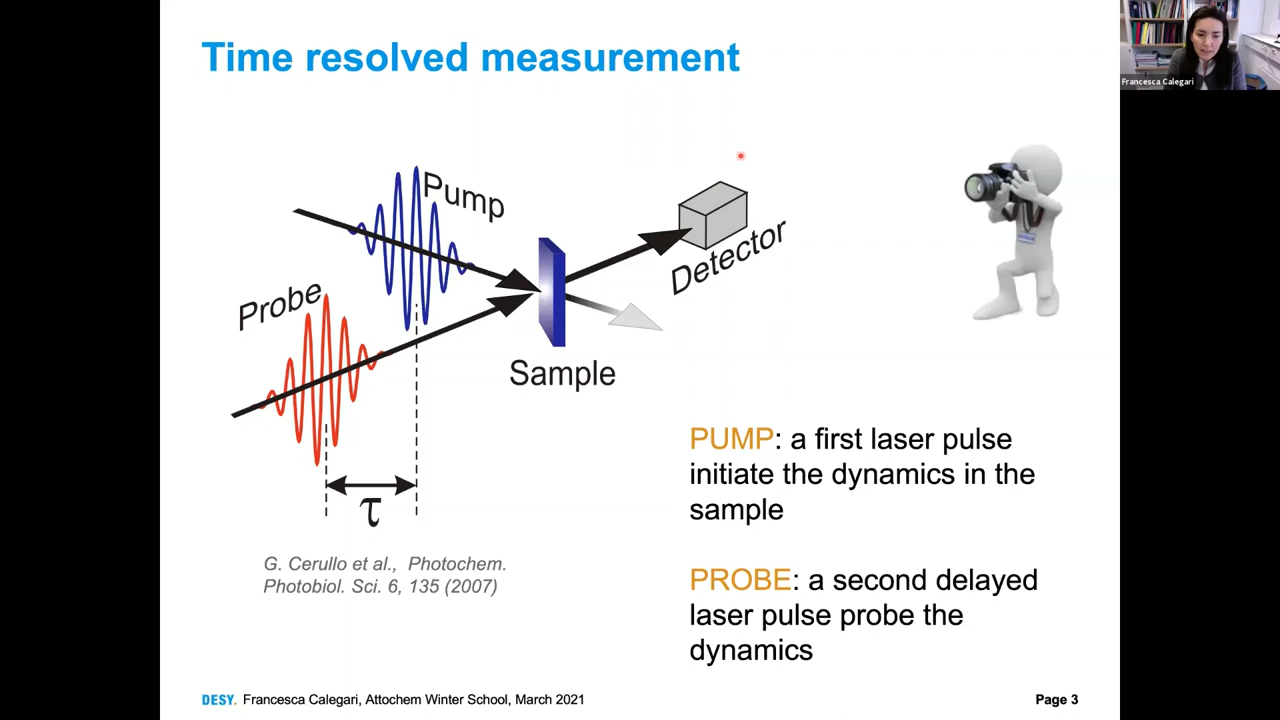 Time resolved measurement
Francesca Calegari
Pump
Probe
Detector
Sample
τ
PUMP: a first laser pulse
initiate the dynamics in the
sample
G. Cerullo et al., Photochem.
Photobiol. Sci. 6, 135 (2007)
PROBE: a second delayed
laser pulse probe the
dynamics
DESY. Francesca Calegari, Attochem Winter School, March 2021
Page 3